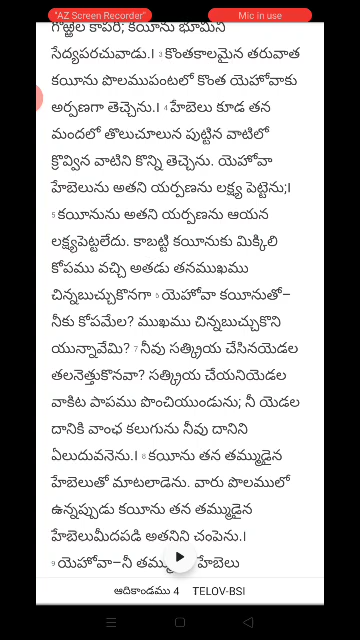 "AZ Screen Recorder" Mic in use
గొఱ్ఱెల కాపరి; కయీను భూమిని
సేద్యపరచువాడు.I 3 కొంతకాలమైన తరువాత
కయీను పొలముపంటలో కొంత యెహోవాకు
అర్పణగా తెచ్చెను.I 4 హేబెలు కూడ తన
మందలో తొలుచూలున పుట్టిన వాటిలో
క్రొవ్విన వాటిని కొన్ని తెచ్చెను. యెహోవా
హేబెలును అతని యర్పణను లక్ష్య పెట్టెను;I
5 కయీనును అతని యర్పణను ఆయన
లక్ష్యపెట్టలేదు. కాబట్టి కయీనుకు మిక్కిలి
కోపము వచ్చి అతడు తనముఖము
చిన్నబుచ్చుకొనగా 6 యెహోవా కయీనుతో–
నీకు కోపమేల? ముఖము చిన్నబుచ్చుకొని
యున్నావేమి? 7 నీవు సత్క్రియ చేసినయెడల
తలనెత్తుకొనవా? సత్క్రియ చేయనియెడల
వాకిట పాపము పొంచియుండును; నీ యెడల
దానికి వాంఛ కలుగును నీవు దానిని
ఏలుదువనెను.I 8 కయీను తన తమ్ముడైన
హేబెలుతో మాటలాడెను. వారు పొలములో
ఉన్నప్పుడు కయీను తన తమ్ముడైన
హేబెలుమీదపడి అతనిని చంపెను.I
9 యెహోవా–నీ హేబెలు
ఆదికాండము 4 TELOV-BSI